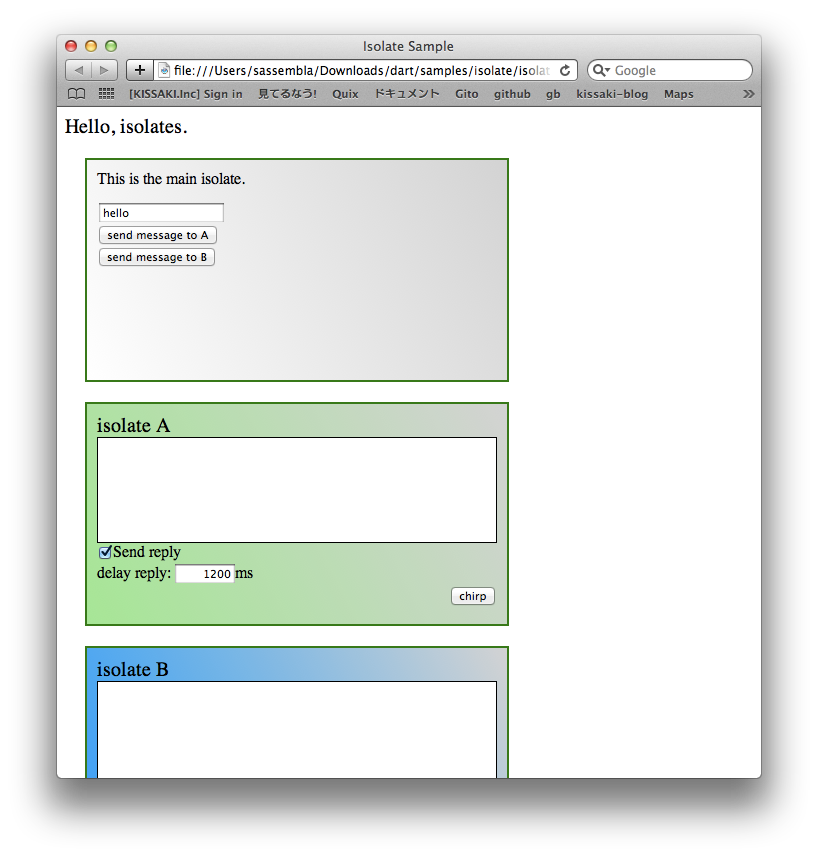 Isolate Sample
file:///Users/sassembla/Downloads/dart/samples/isolate/isolat
Google
[KISSAKI.Inc] Sign in 見てるなう! Quix ドキュメント Gito github gb kissaki-blog Maps
Hello, isolates.
This is the main isolate.
hello
send message to A
send message to B
isolate A
Send reply
delay reply: 1200 ms
chirp
isolate B